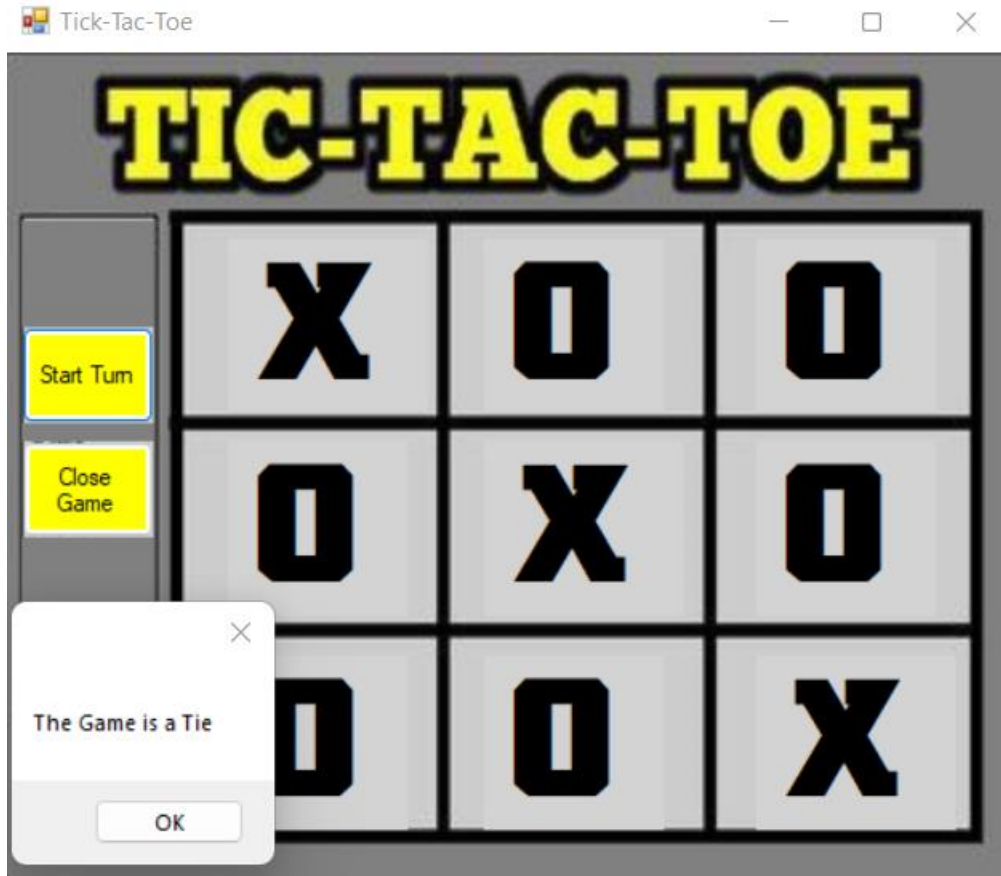 Tick-Tac-Toe
TIC-TAC-TOE
X O O
Start Turn
O X O
Close
Game
O O X
The Game is a Tie
OK